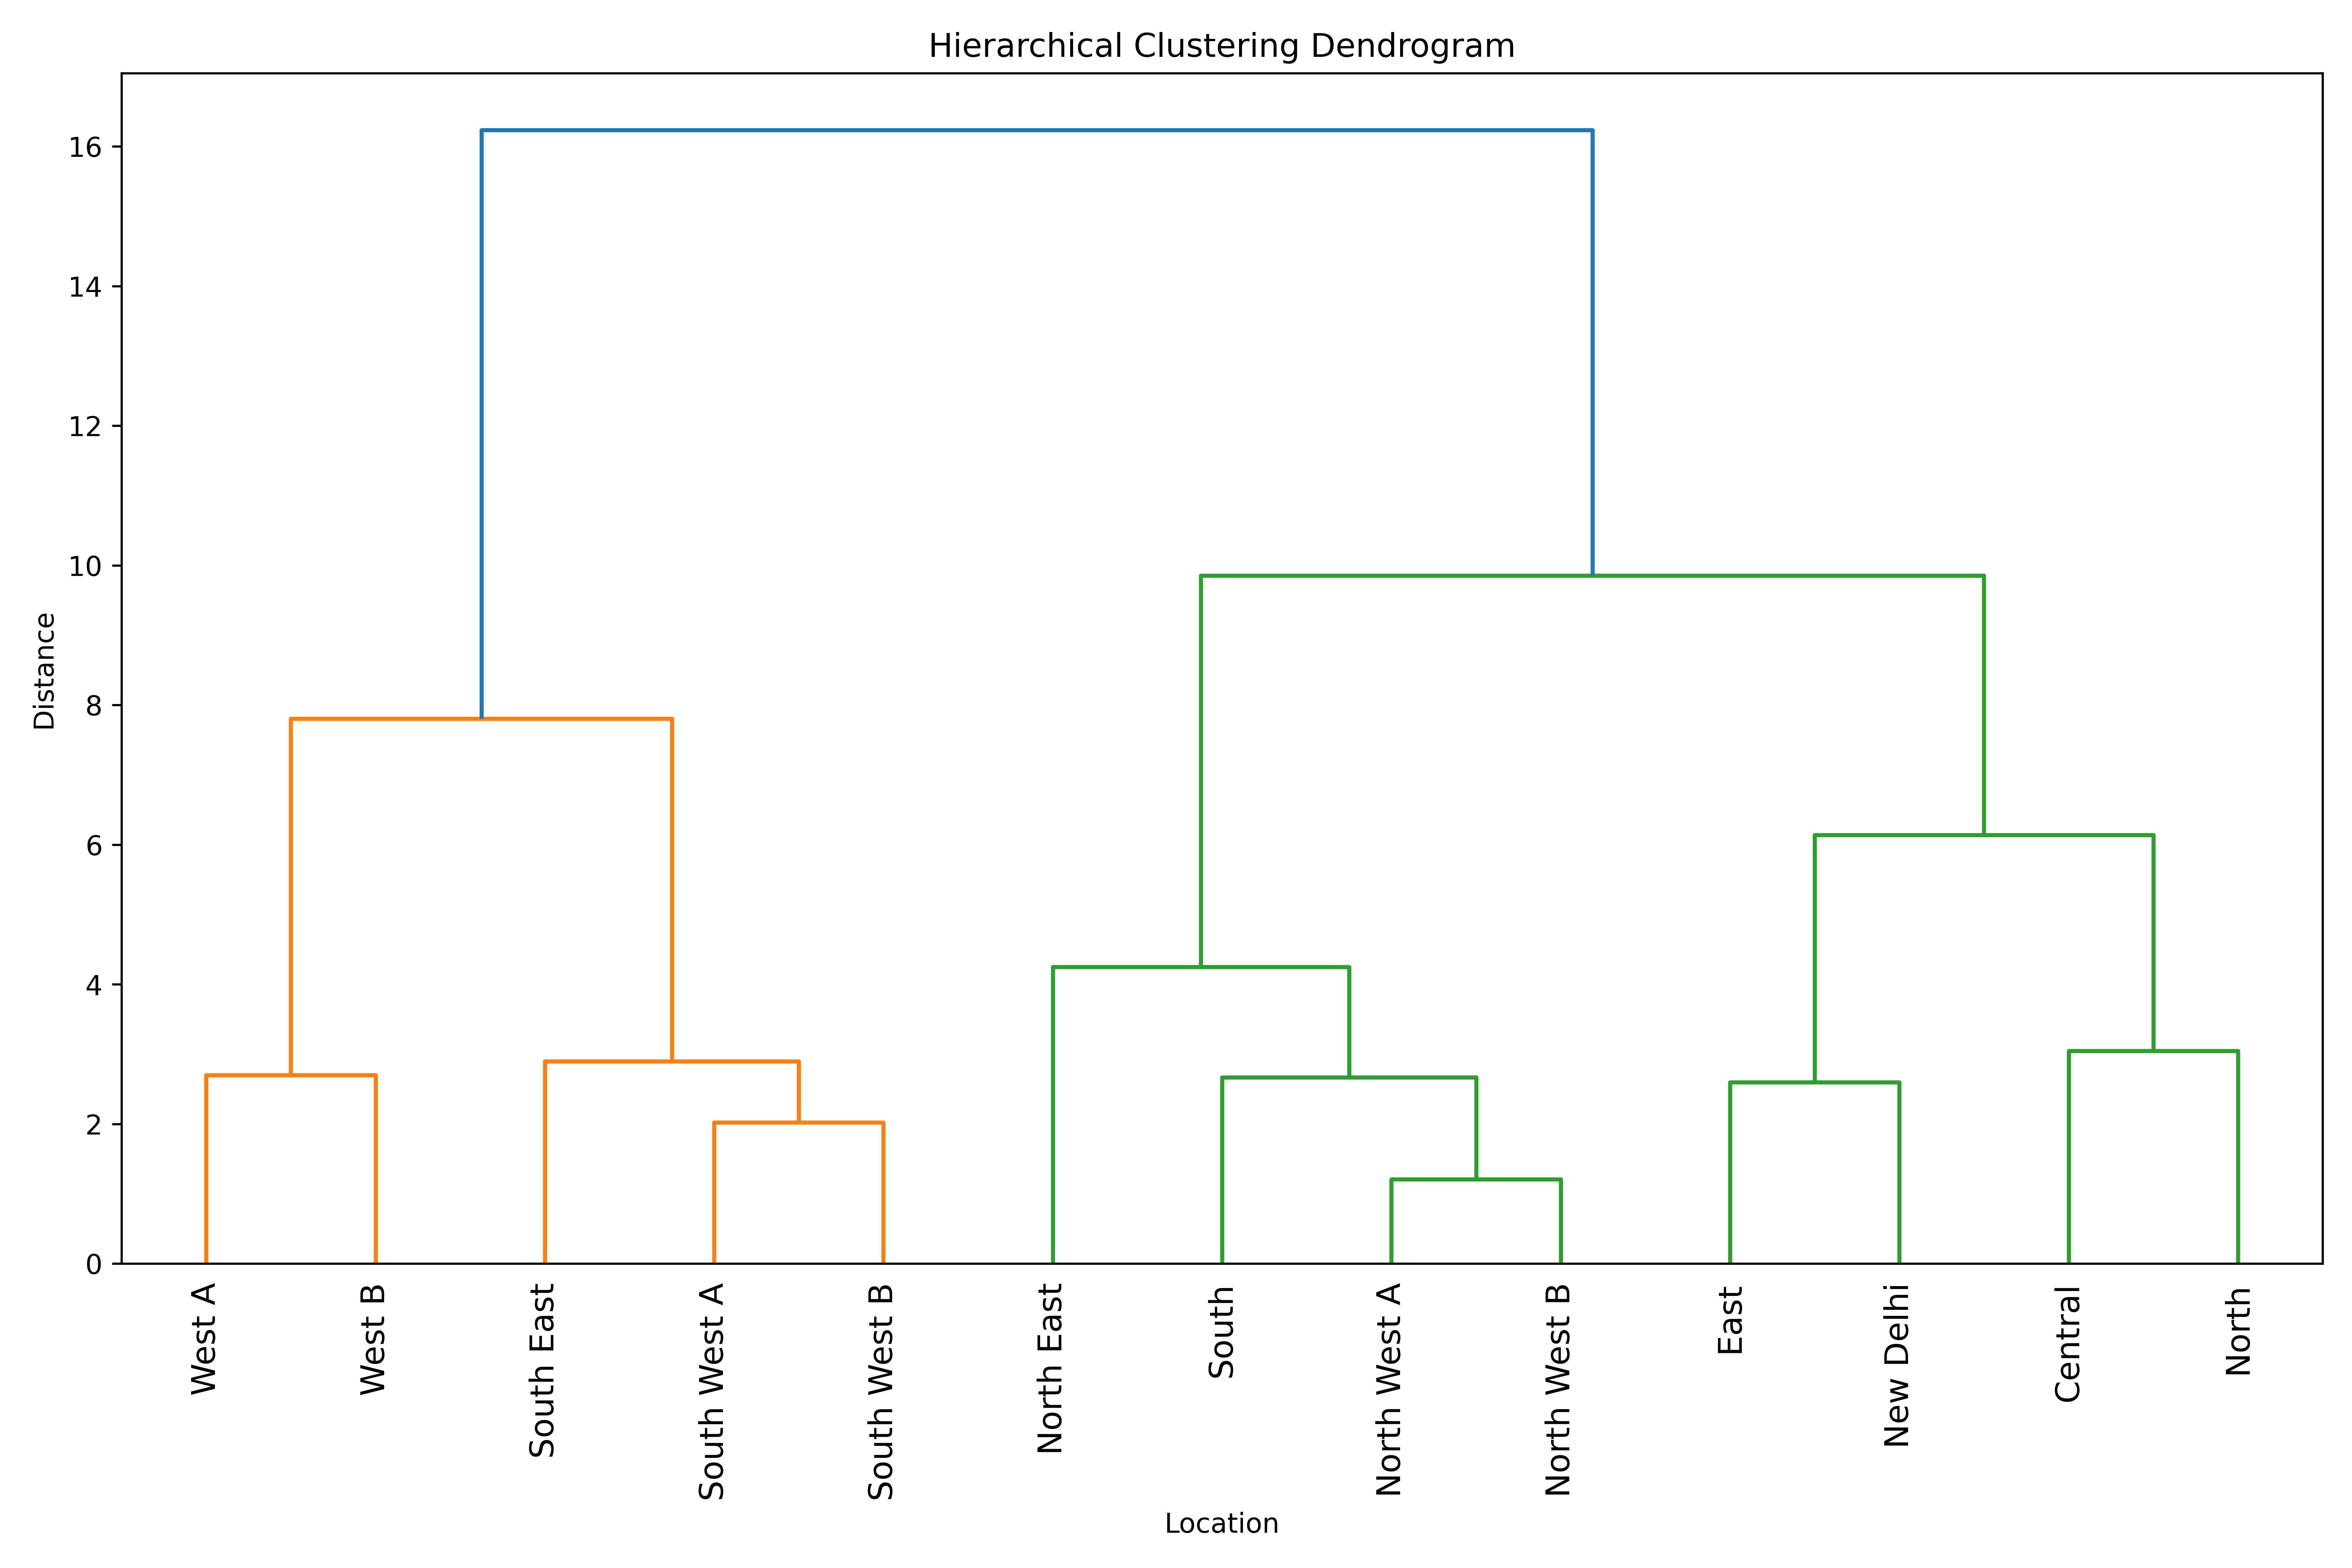 Hierarchical Clustering Dendrogram
16
14
12
10
8
6
4
2
0
Distance
West A
West B
South East
South West A
South West B
North East
South
North West A
North West B
East
New Delhi
Central
North
Location